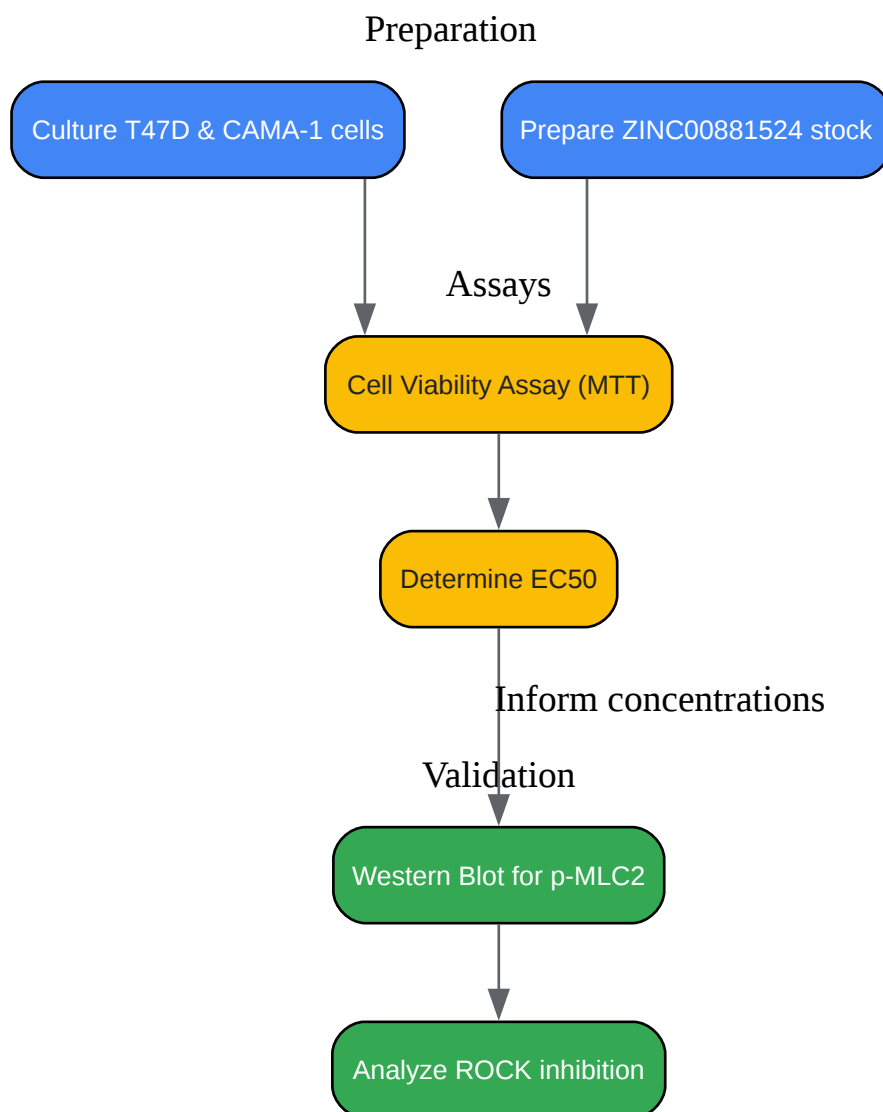 Preparation
Culture T47D & CAMA-1 cells
Prepare ZINC00881524 stock
Assays
Cell Viability Assay (MTT)
Determine EC50
Inform concentrations
Validation
Western Blot for p-MLC2
Analyze ROCK inhibition